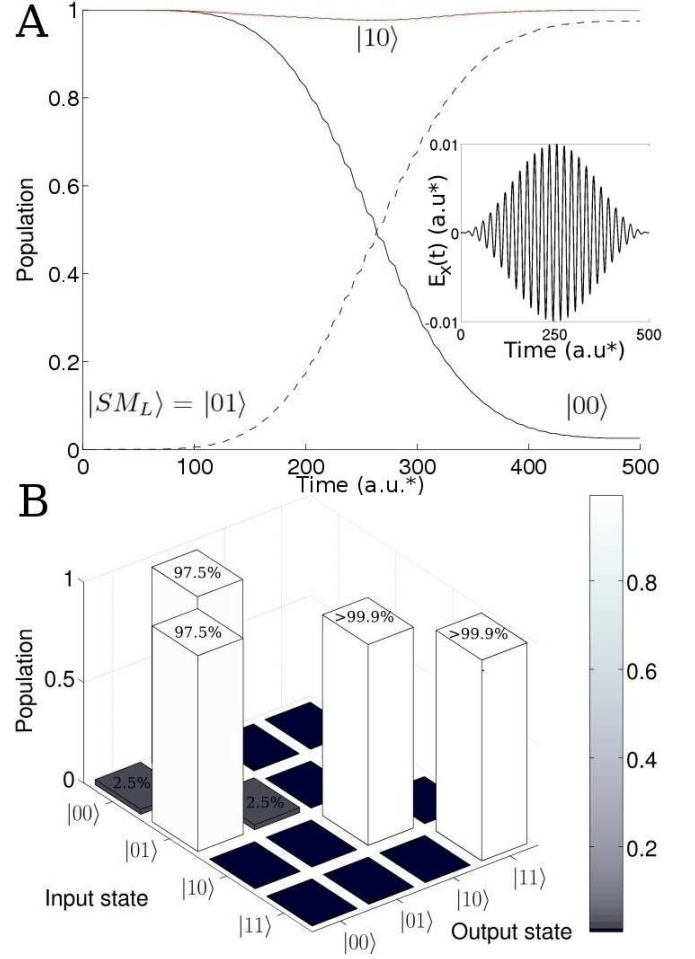 A
1
0.8
0.6
0.4
0.2
0
Population
|10⟩
|SM_L⟩ = |01⟩
|00⟩
0 100 200 300 400 500
Time (a.u.*)
0.01
0
-0.01
E_x(t) (a.u*)
0 250 500
Time (a.u*)
B
1
0.5
0
Population
97.5%
97.5%
>99.9%
>99.9%
2.5%
2.5%
|00⟩
|01⟩
|10⟩
|11⟩
Input state
|00⟩
|01⟩
|10⟩
|11⟩
Output state
0.8
0.6
0.4
0.2